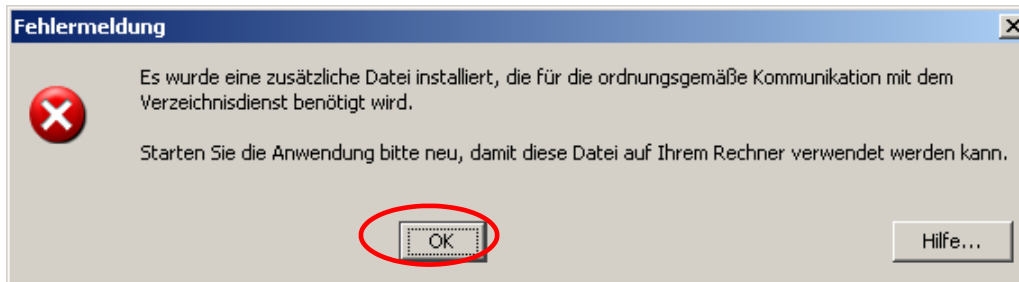 Fehlermeldung
Es wurde eine zusätzliche Datei installiert, die für die ordnungsgemäße Kommunikation mit dem
Verzeichnisdienst benötigt wird.
Starten Sie die Anwendung bitte neu, damit diese Datei auf Ihrem Rechner verwendet werden kann.
OK
Hilfe...